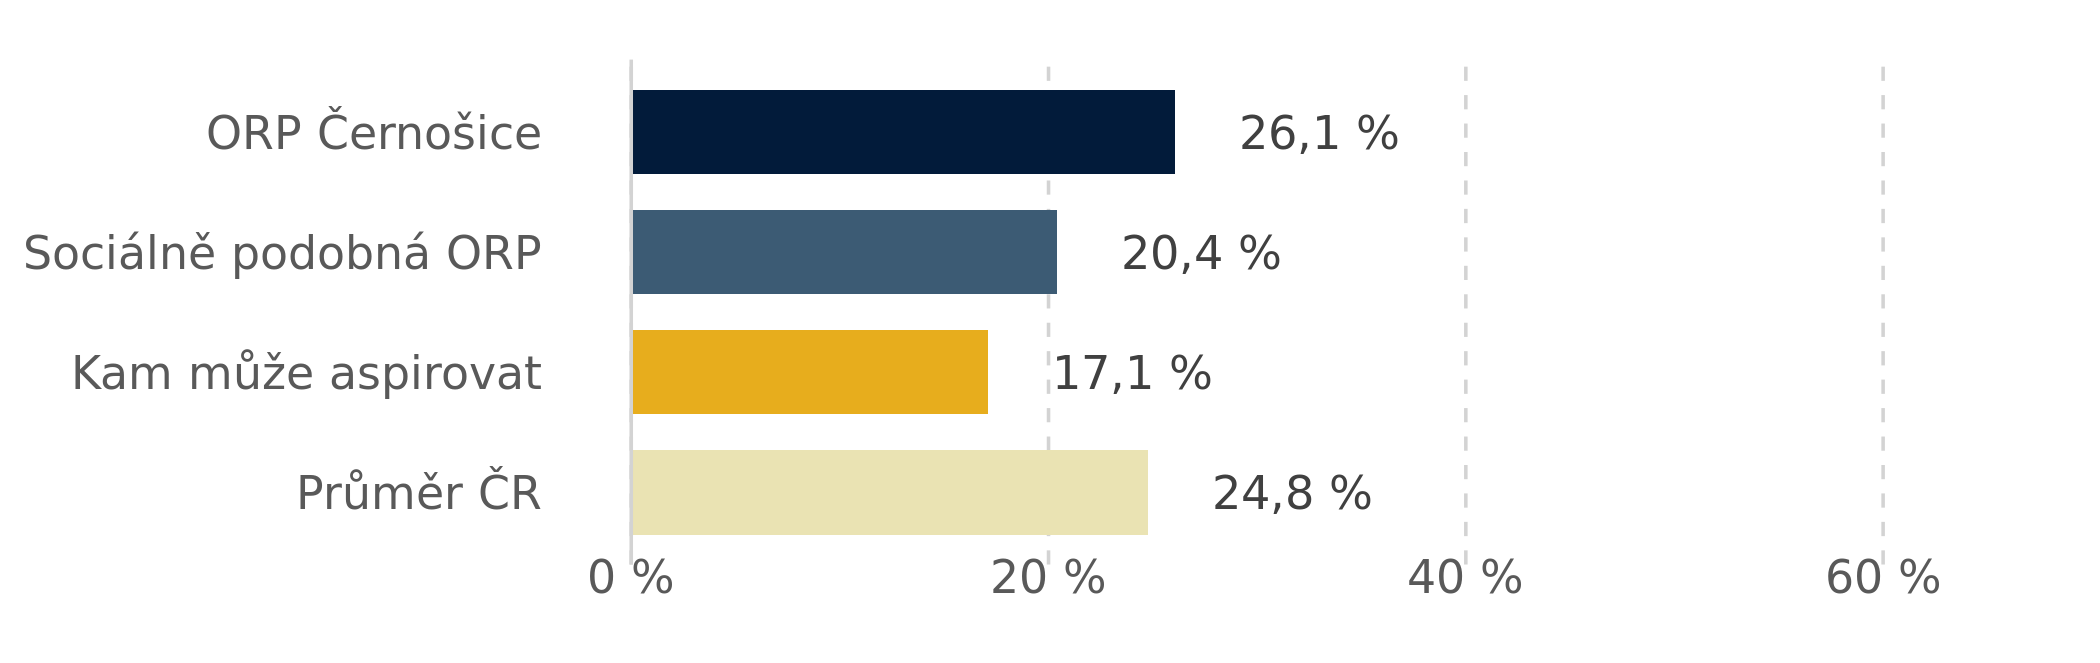 ORP Černošice 26,1 %
Sociálně podobná ORP 20,4 %
Kam může aspirovat 17,1 %
Průměr ČR 24,8 %
0 % 20 % 40 % 60 %